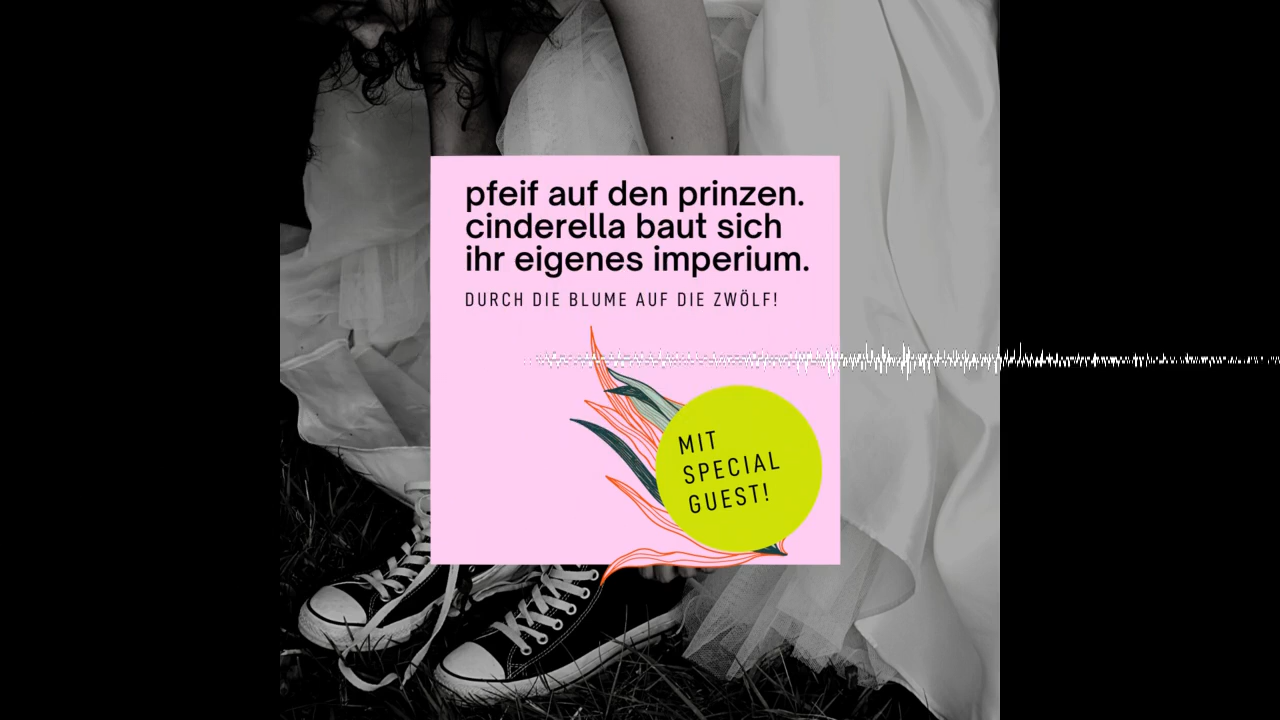 pfeif auf den prinzen.
cinderella baut sich
ihr eigenes imperium.
DURCH DIE BLUME AUF DIE ZWÖLF!
MIT
SPECIAL
GUEST!